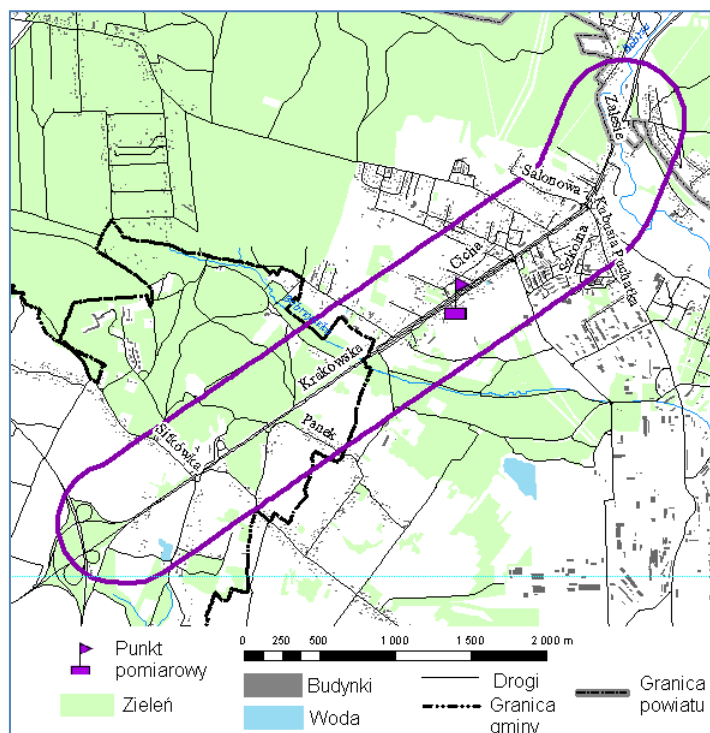 Zalesie
Salonowa
Cicha
Szkolna
Kubusia Puchatka
Krakowska
Panek
Sitkówka
0 250 500 1 000 1 500 2 000 m
Punkt
pomiarowy
Zieleń
Budynki
Woda
Drogi
Granica
gminy
Granica
powiatu